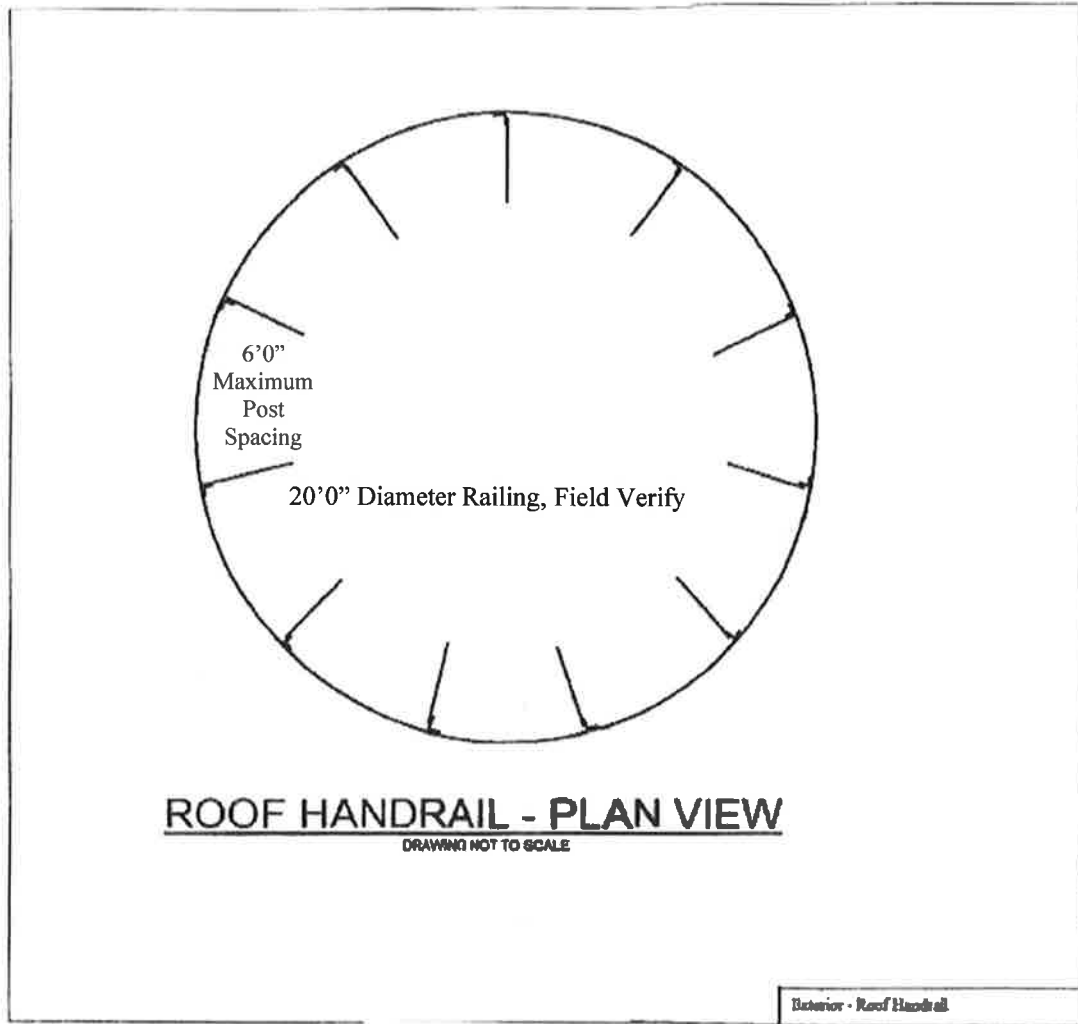 6’0”
Maximum
Post
Spacing
20’0” Diameter Railing, Field Verify
ROOF HANDRAIL - PLAN VIEW
DRAWING NOT TO SCALE
Exterior - Roof Handrail